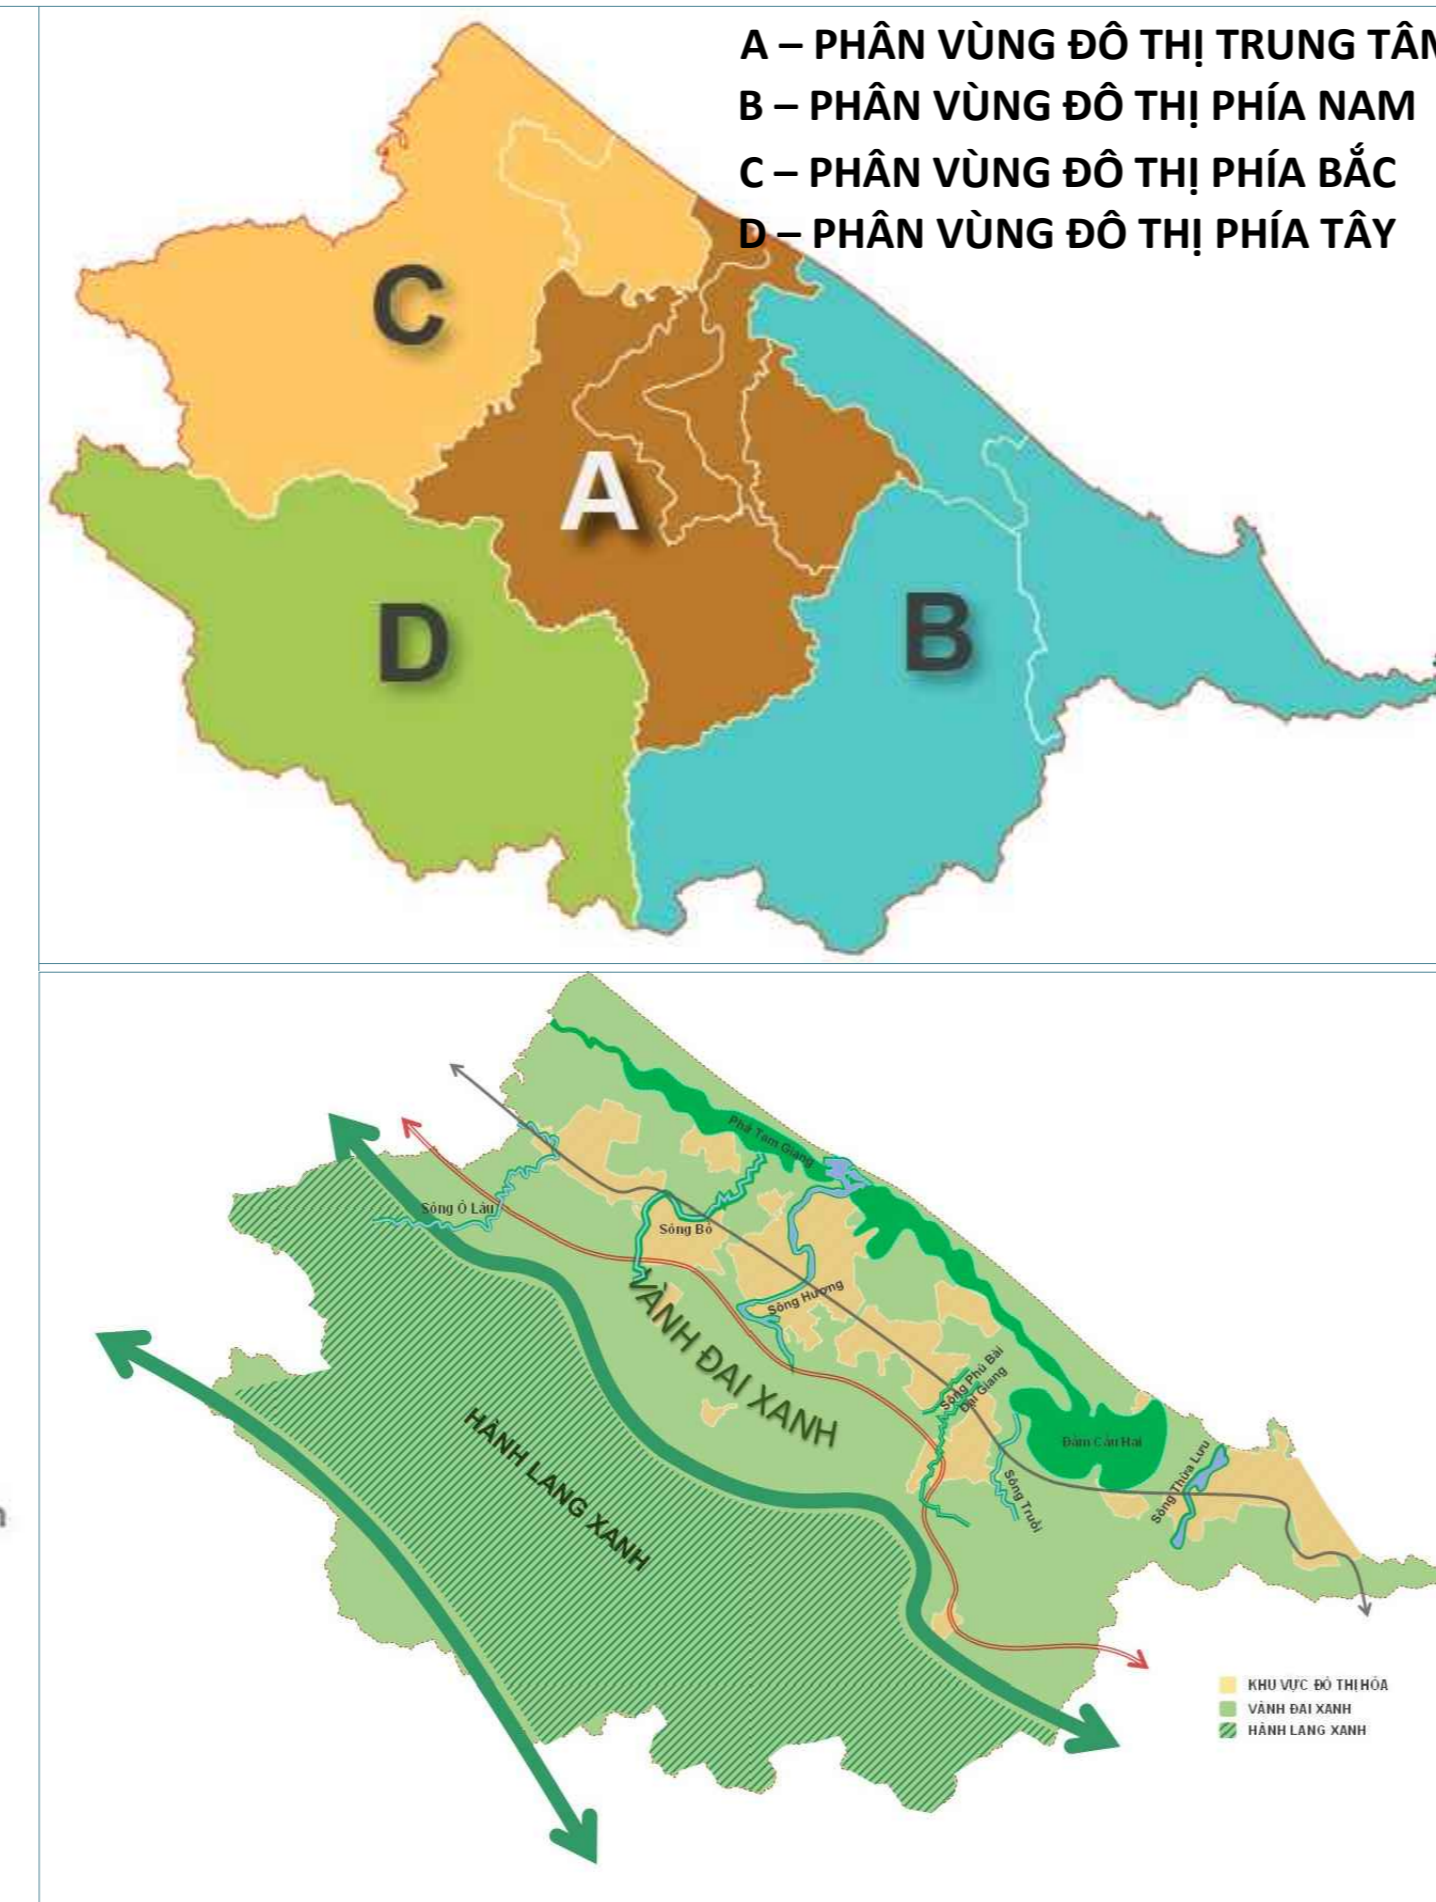 A – PHÂN VÙNG ĐÔ THỊ TRUNG TÂM
B – PHÂN VÙNG ĐÔ THỊ PHÍA NAM
C – PHÂN VÙNG ĐÔ THỊ PHÍA BẮC
D – PHÂN VÙNG ĐÔ THỊ PHÍA TÂY
C
A
B
D
Phá Tam Giang
Sông Ô Lâu
Sông Bồ
Sông Hương
VÀNH ĐAI XANH
Sông Phú Bài
Đại Giang
Đầm Cầu Hai
Sông Thừa Lưu
Sông Truồi
HÀNH LANG XANH
KHU VỰC ĐÔ THỊ HÓA
VÀNH ĐAI XANH
HÀNH LANG XANH